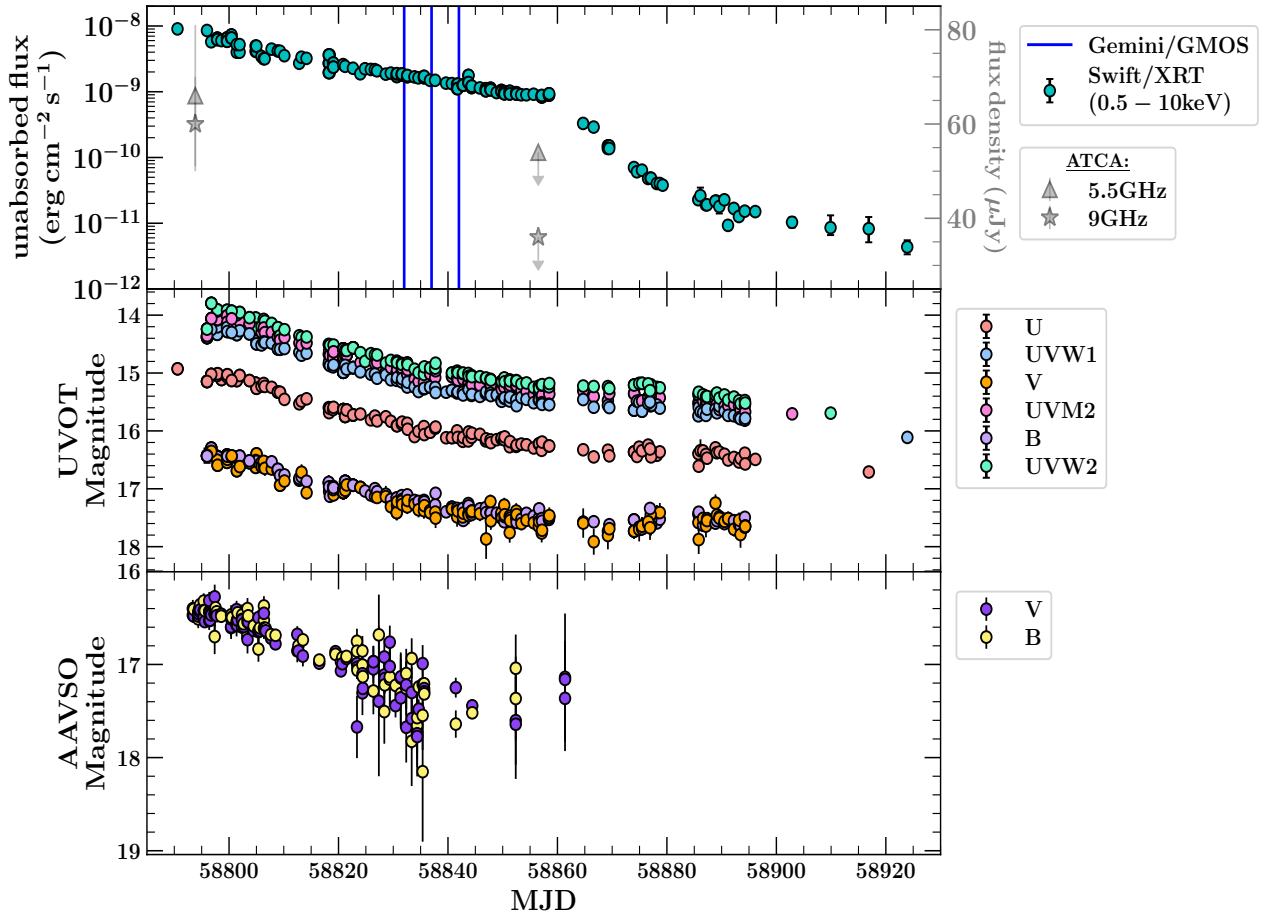 10⁻⁸
10⁻⁹
10⁻¹⁰
10⁻¹¹
10⁻¹²
unabsorbed flux
(erg cm⁻² s⁻¹)
80
60
40
flux density (μJy)
Gemini/GMOS
Swift/XRT
(0.5 − 10keV)
ATCA:
5.5GHz
9GHz
14
15
16
17
18
UVOT
Magnitude
U
UVW1
V
UVM2
B
UVW2
16
17
18
19
AAVSO
Magnitude
V
B
58800
58820
58840
58860
58880
58900
58920
MJD